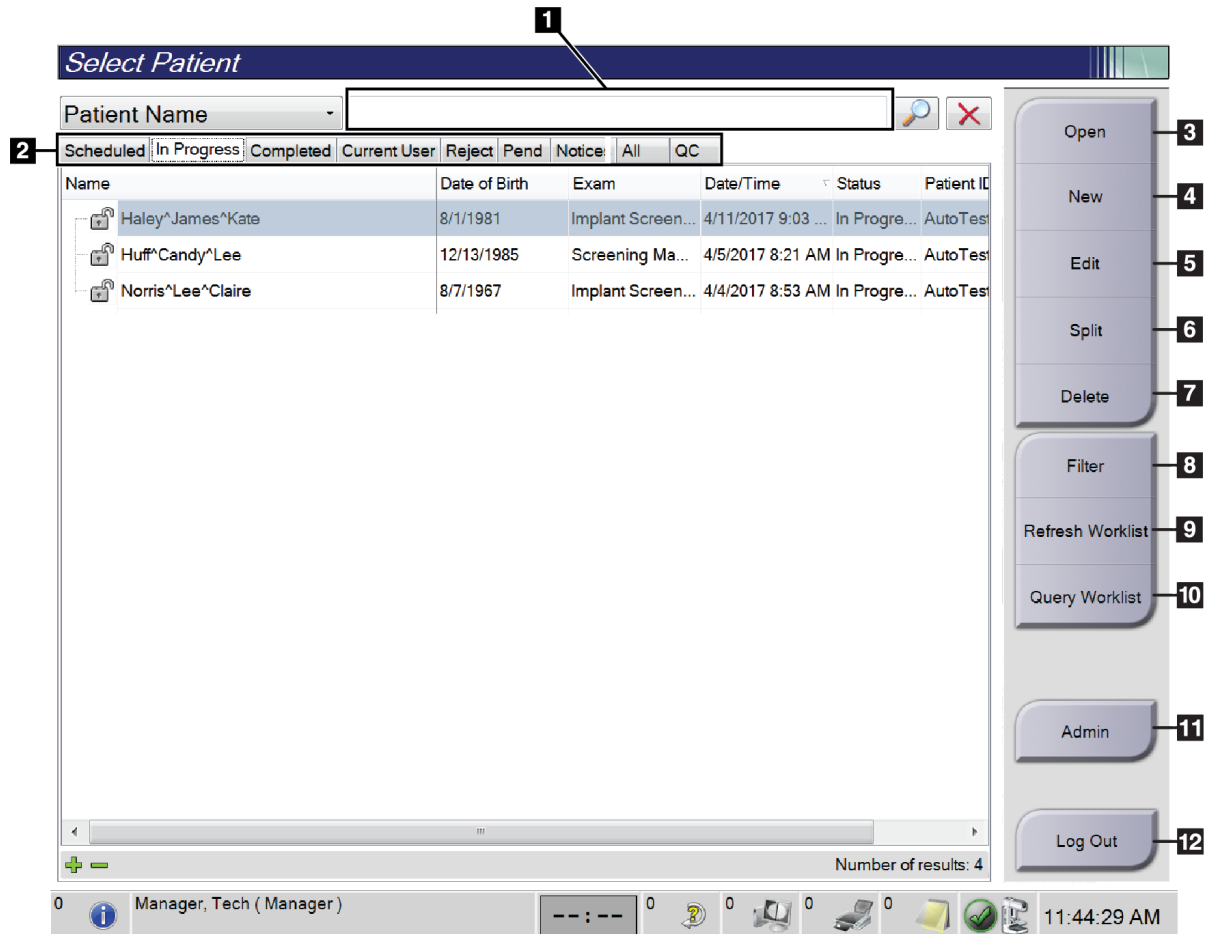 1
Select Patient
Patient Name
2
Scheduled In Progress Completed Current User Reject Pend Notice All QC
Name Date of Birth Exam Date/Time Status Patient ID
Haley^James^Kate 8/1/1981 Implant Screen... 4/11/2017 9:03 ... In Progre... AutoTest
Huff^Candy^Lee 12/13/1985 Screening Ma... 4/5/2017 8:21 AM In Progre... AutoTest
Norris^Lee^Claire 8/7/1967 Implant Screen... 4/4/2017 8:53 AM In Progre... AutoTest
Open 3
New 4
Edit 5
Split 6
Delete 7
Filter 8
Refresh Worklist 9
Query Worklist 10
Admin 11
Log Out 12
Number of results: 4
0 Manager, Tech ( Manager ) --:-- 0 0 0 0 11:44:29 AM